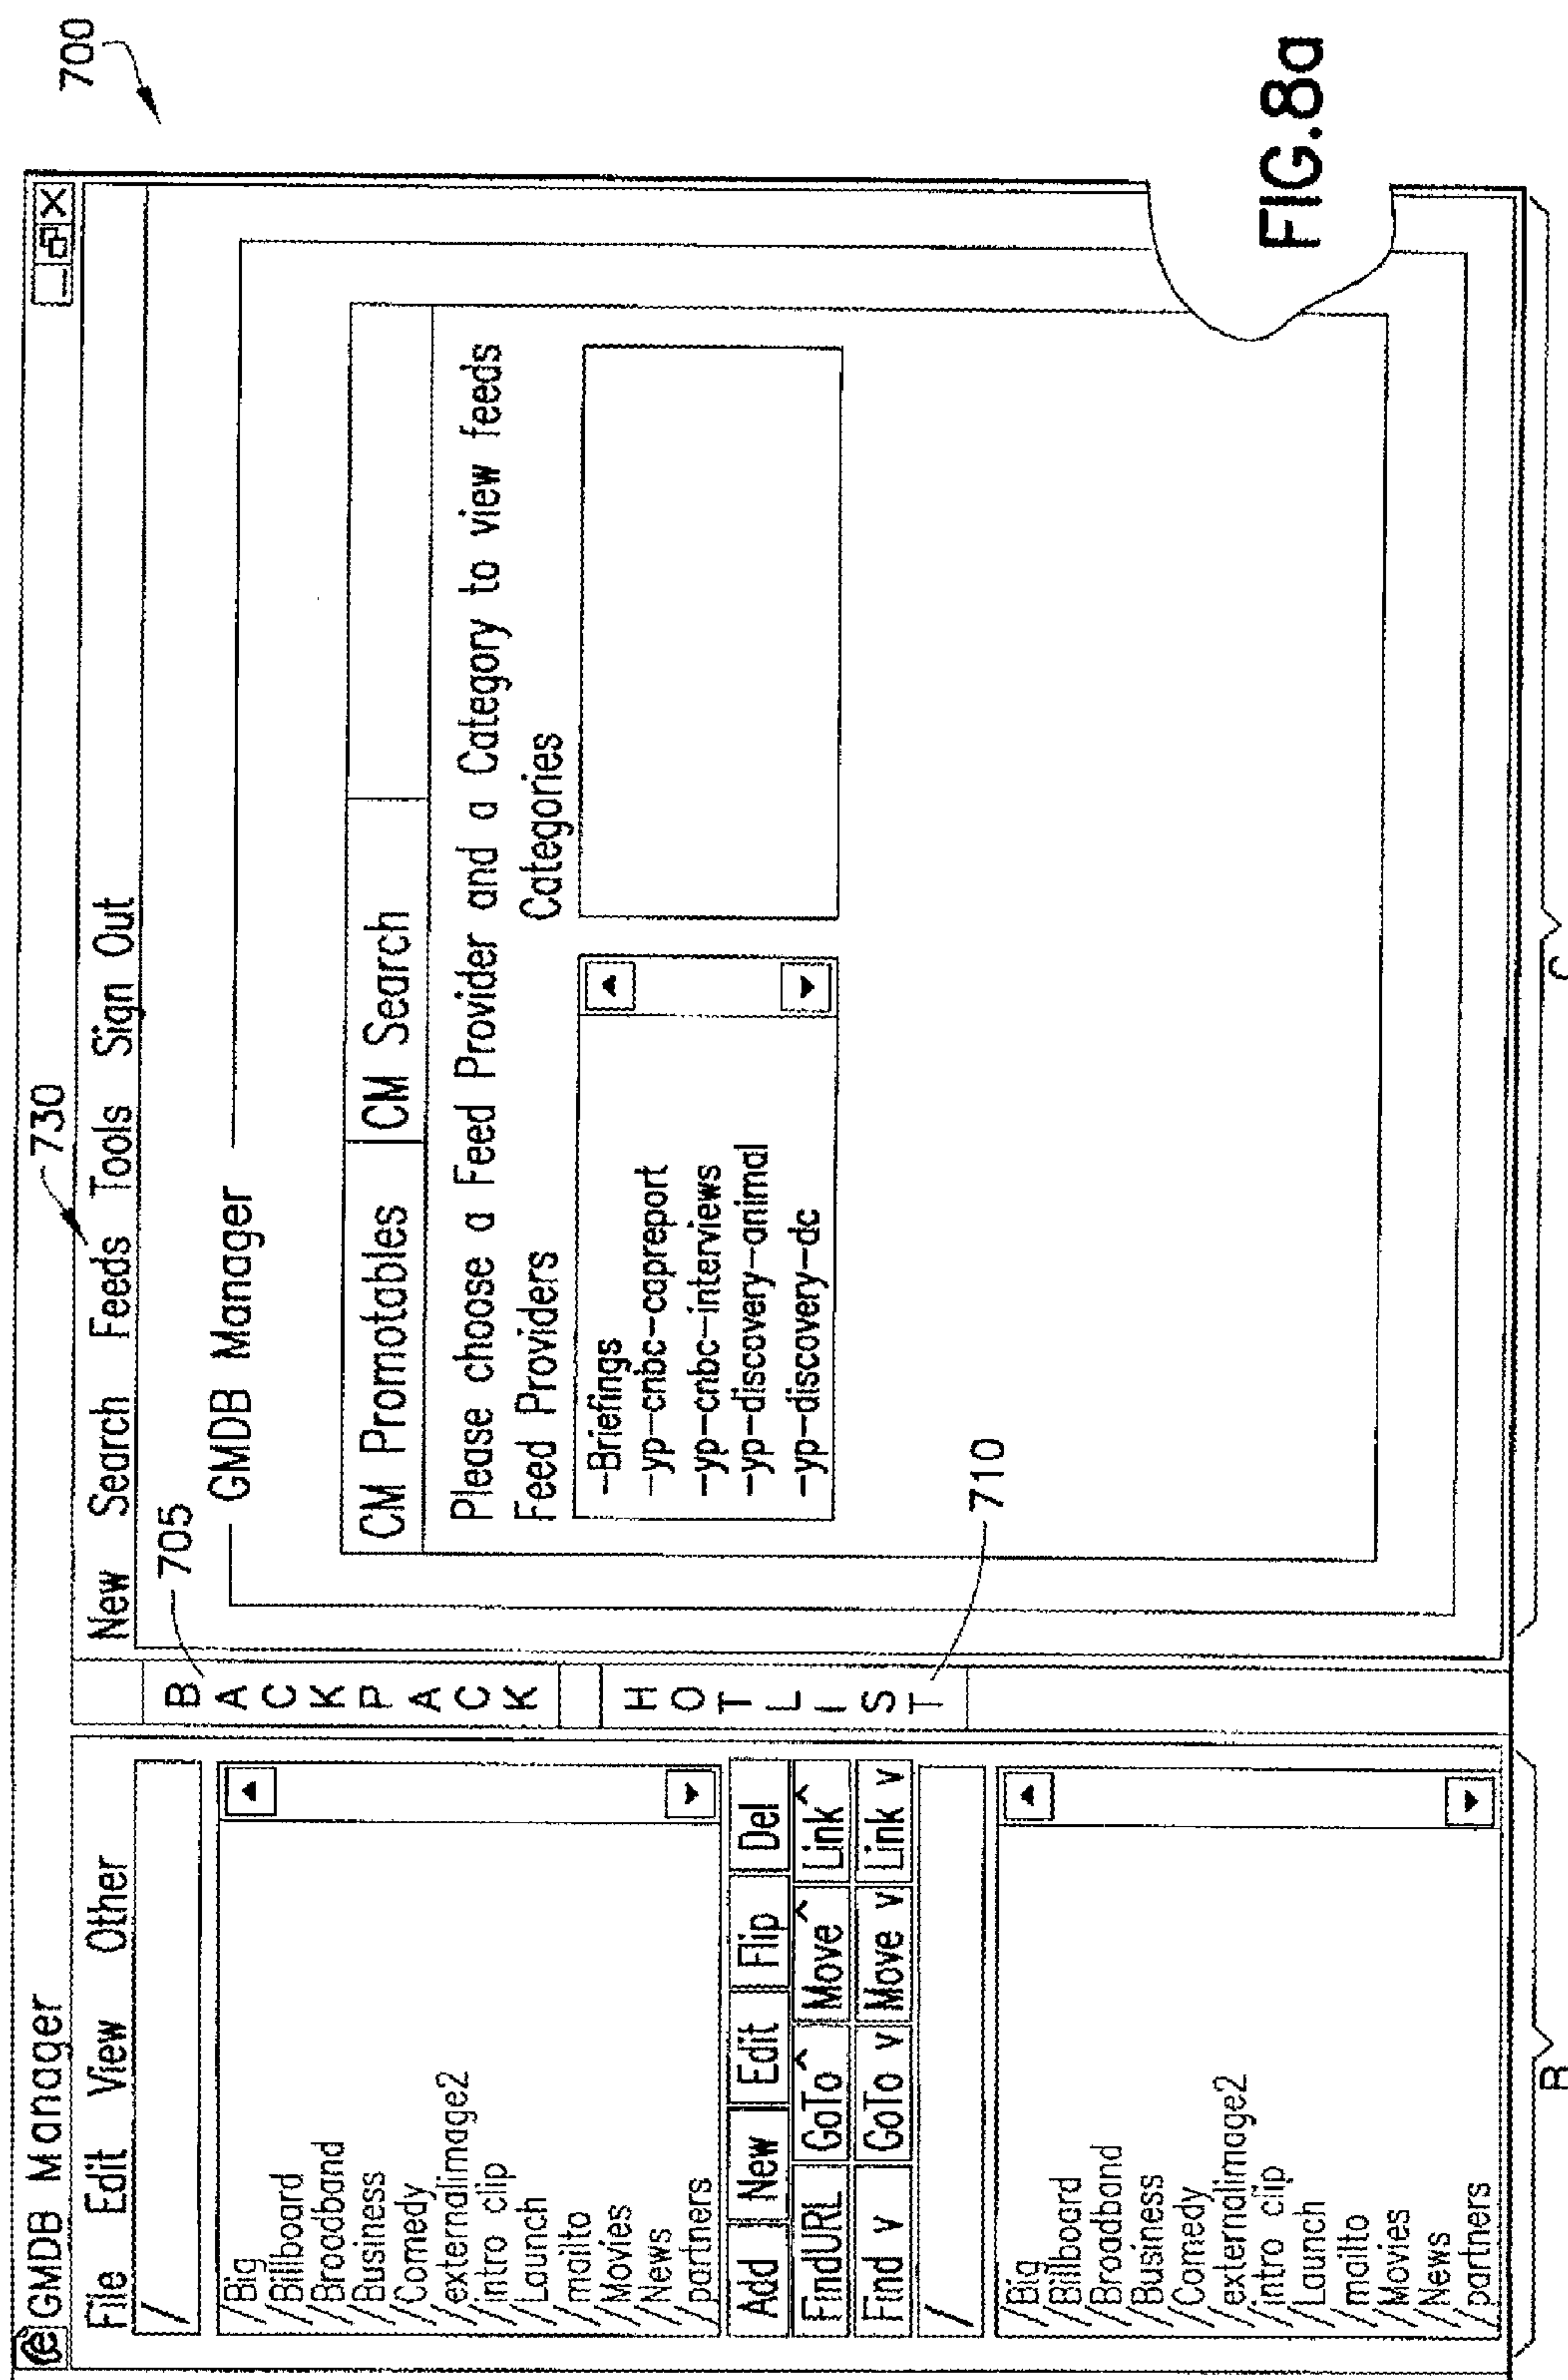 700
GMDB Manager
File Edit View Other
/
//Big
//Billboard
//Broadband
//Business
//Comedy
//externalimage2
//intro clip
//Launch
//mailto
//Movies
//News
//partners
Add New Edit Flip Del
FindURL GoTo^ Move^ Link^
Find v GoTo v Move v Link v
/
//Big
//Billboard
//Broadband
//Business
//Comedy
//externalimage2
//intro clip
//Launch
//mailto
//Movies
//News
//partners
B
BACKPACK
705
HOTLIST
710
730
New Search Feeds Tools Sign Out
GMDB Manager
CM Promotables CM Search
Please choose a Feed Provider and a Category to view feeds
Feed Providers Categories
--Briefings
--yp-cnbc-capreport
--yp-cnbc-interviews
--yp-discovery-animal
--yp-discovery-dc
C
FIG.8a